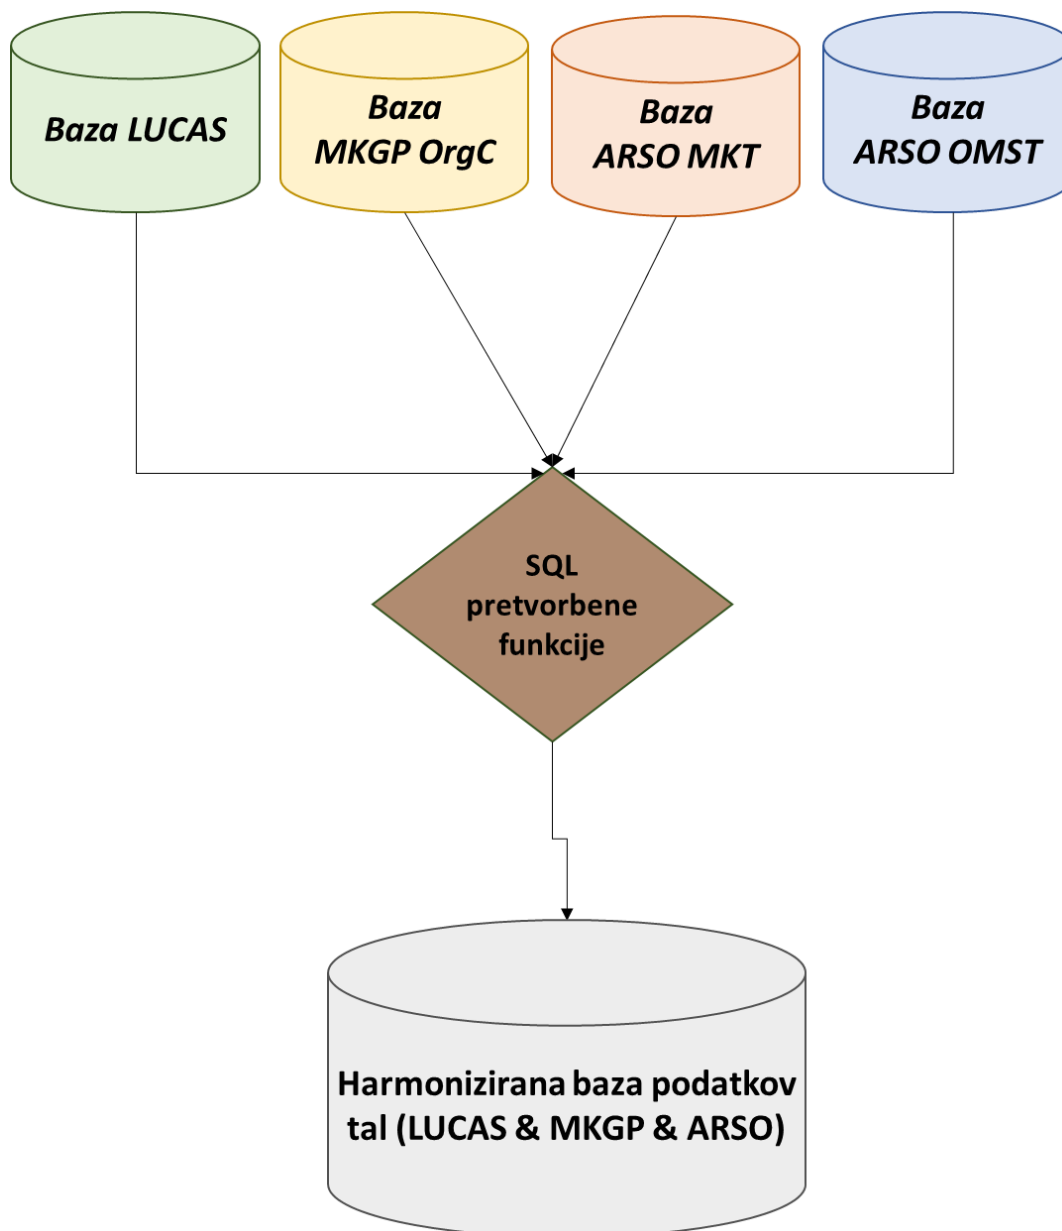 Baza LUCAS
Baza
MKGP OrgC
Baza
ARSO MKT
Baza
ARSO OMST
SQL
pretvorbene
funkcije
Harmonizirana baza podatkov
tal (LUCAS & MKGP & ARSO)